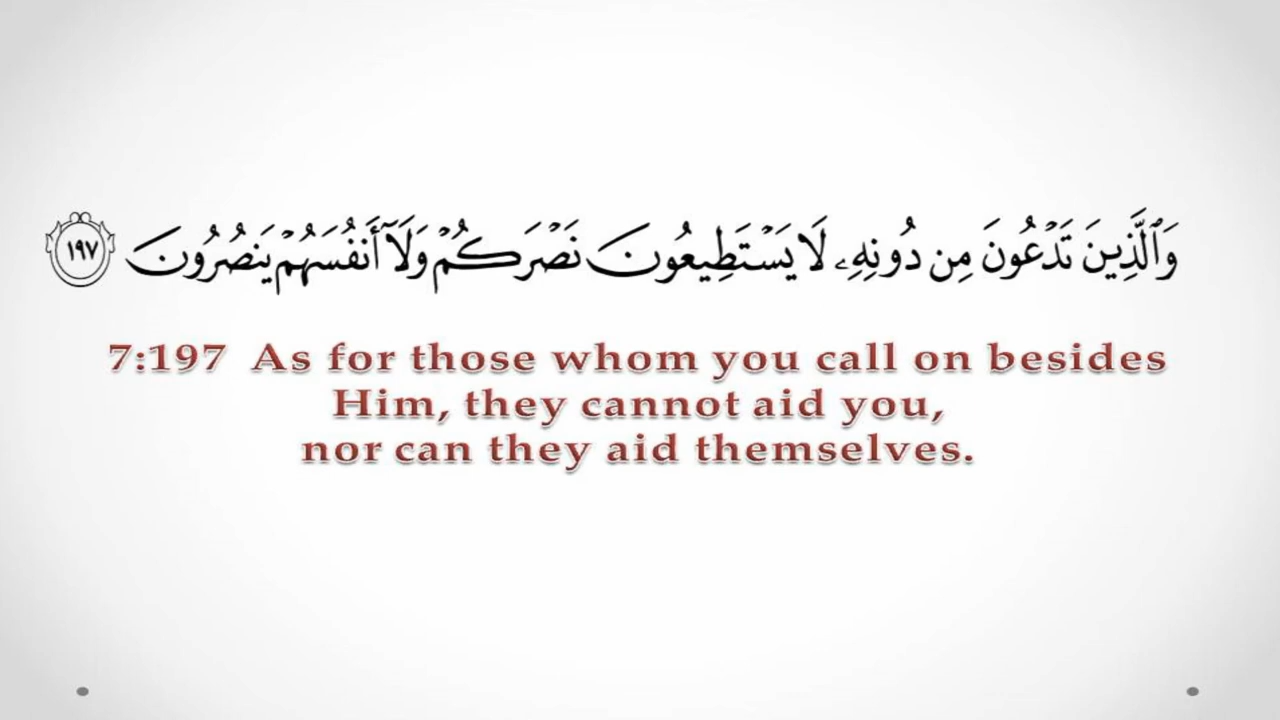 وَٱلَّذِينَ تَدْعُونَ مِن دُونِهِۦ لَا يَسْتَطِيعُونَ نَصْرَكُمْ وَلَآ أَنفُسَهُمْ يَنصُرُونَ ١٩٧
7:197 As for those whom you call on besides
Him, they cannot aid you,
nor can they aid themselves.